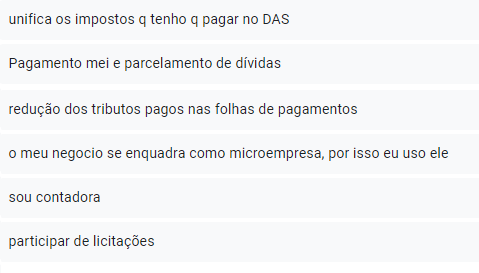 unifica os impostos q tenho q pagar no DAS
Pagamento mei e parcelamento de dívidas
redução dos tributos pagos nas folhas de pagamentos
o meu negocio se enquadra como microempresa, por isso eu uso ele
sou contadora
participar de licitações